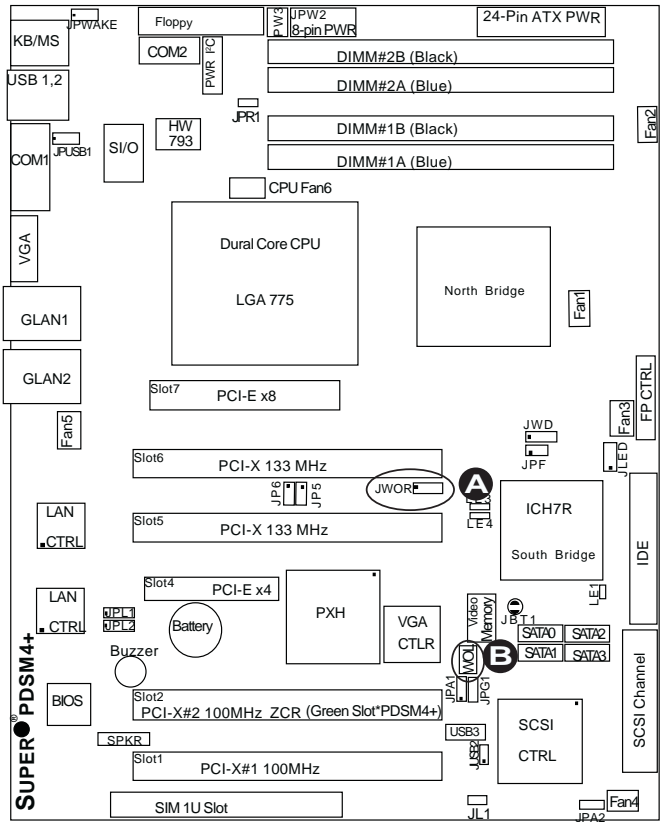 JPWAKE
Floppy
PW3
JPW2
8-pin PWR
24-Pin ATX PWR
KB/MS
COM2
PWR I²C
DIMM#2B (Black)
USB 1,2
DIMM#2A (Blue)
JPR1
Fan2
HW
793
DIMM#1B (Black)
JPUSB1
SI/O
COM1
DIMM#1A (Blue)
CPU Fan6
VGA
Dural Core CPU
LGA 775
North Bridge
Fan1
GLAN1
GLAN2
Slot7
PCI-E x8
FP CTRL
Fan3
Fan5
JWD
JPF
JLED
Slot6
PCI-X 133 MHz
JP6
JP5
JWOR
A
LE4
LAN
CTRL
Slot5
PCI-X 133 MHz
ICH7R
South Bridge
IDE
Slot4
PCI-E x4
LE1
LAN
CTRL
JPL1
JPL2
Battery
PXH
VGA
CTLR
Video
Memory
JBT1
SATA0
SATA2
SATA1
SATA3
WOL
B
Buzzer
BIOS
JPA1
JPG1
Slot2
PCI-X#2 100MHz ZCR (Green Slot*PDSM4+)
SCSI
CTRL
SCSI Channel
USB3
SPKR
Slot1
PCI-X#1 100MHz
SUPER® PDSM4+
SIM 1U Slot
JL1
JPA2
Fan4